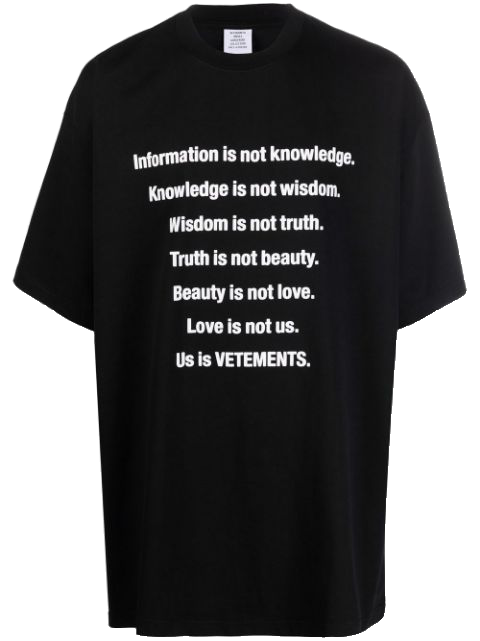 Information is not knowledge.
Knowledge is not wisdom.
Wisdom is not truth.
Truth is not beauty.
Beauty is not love.
Love is not us.
Us is VETEMENTS.